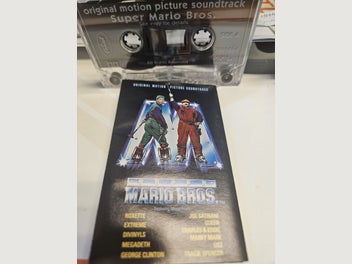 original motion picture soundtrack
Super Mario Bros.
ORIGINAL MOTION PICTURE SOUNDTRACK
SUPER
MARIO BROS.
ROXETTE
EXTREME
DIVINYLS
MEGADETH
GEORGE CLINTON
JOE SATRIANI
QUEEN
CHARLES & EDDIE
MARKY MARK
US3
TRACIE SPENCER